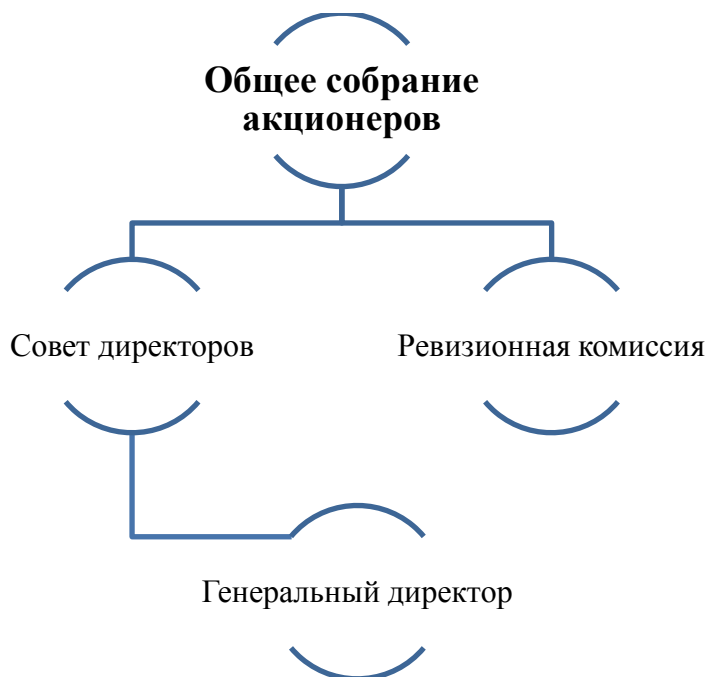 Общее собрание
акционеров
Совет директоров
Ревизионная комиссия
Генеральный директор